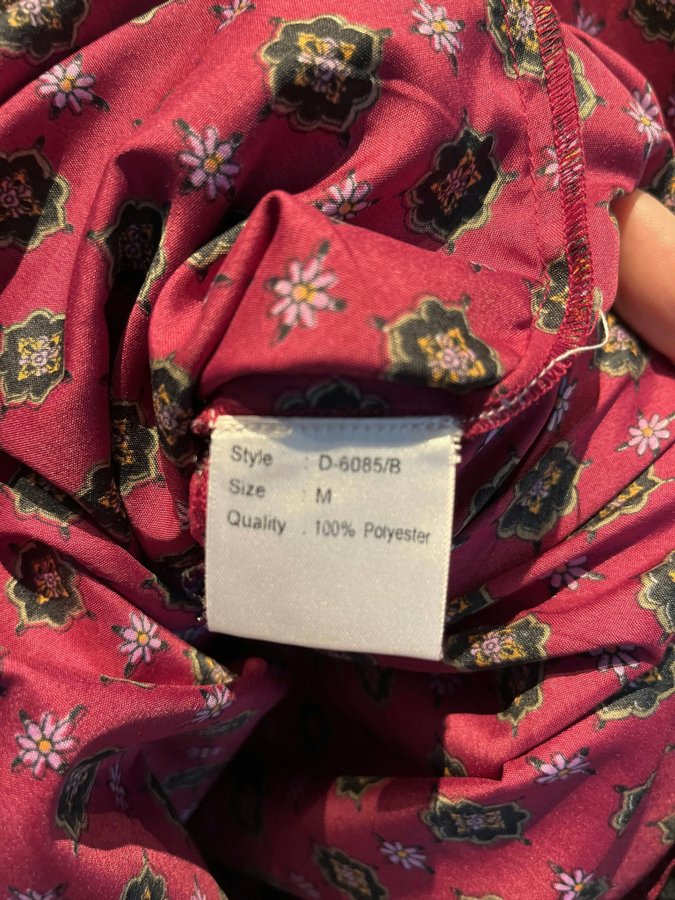 Style : D-6085/B
Size : M
Quality : 100% Polyester